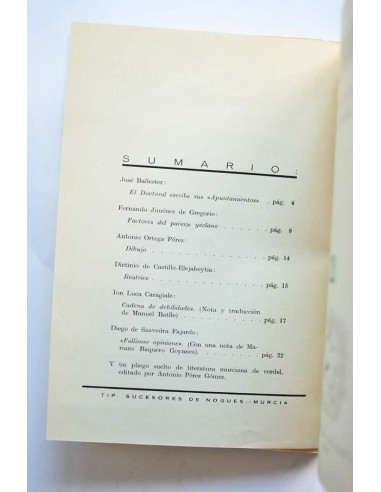 SUMARIO:
José Ballester:
El Doctoral escribe sus «Apuntamientos». . pág. 4
Fernando Jiménez de Gregorio:
Factores del paisaje yeclano . . . . . . . pág. 8
Antonio Ortega Pérez:
Dibujo . . . . . . . . . . . . . . pág. 14
Dictinio de Castillo-Elejabeytia:
Beatrice . . . . . . . . . . . . . pág. 15
Ion Luca Caragiale:
Cadena de debilidades. (Nota y traducción
de Manuel Batlle) . . . . . . . . . pág. 17
Diego de Saavedra Fajardo:
«Fallionar opinione». (Con una nota de Ma-
riano Baquero Goyanes). . . . . . . . pág. 22
Y un pliego suelto de literatura murciana de cordel,
editado por Antonio Pérez Gómez.
TIP. SUCESORES DE NOGUES.-MURCIA